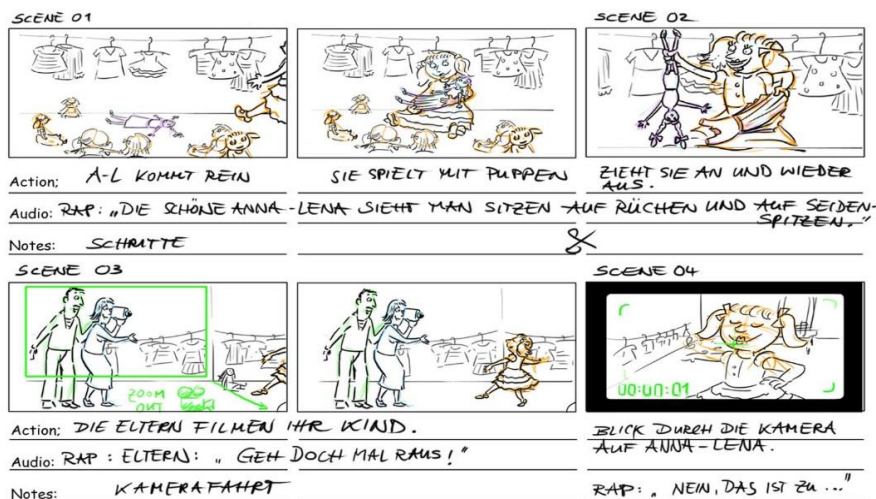 SCENE 01
SCENE 02
Action; A-L KOMMT REIN
SIE SPIELT MIT PUPPEN
ZIEHT SIE AN UND WIEDER
AUS.
Audio: RAP: „DIE SCHÖNE ANNA-LENA SIEHT MAN SITZEN AUF RÜCHEN UND AUF SEIDEN-
SPITZEN."
Notes: SCHRITTE
SCENE 03
SCENE 04
ZOOM
OUT
00:00:01
Action; DIE ELTERN FILMEN IHR KIND.
BLICK DURCH DIE KAMERA
AUF ANNA-LENA.
Audio: RAP: ELTERN: „ GEH DOCH MAL RAUS!"
Notes: KAMERAFAHRT
RAP: „ NEIN, DAS IST ZU ..."